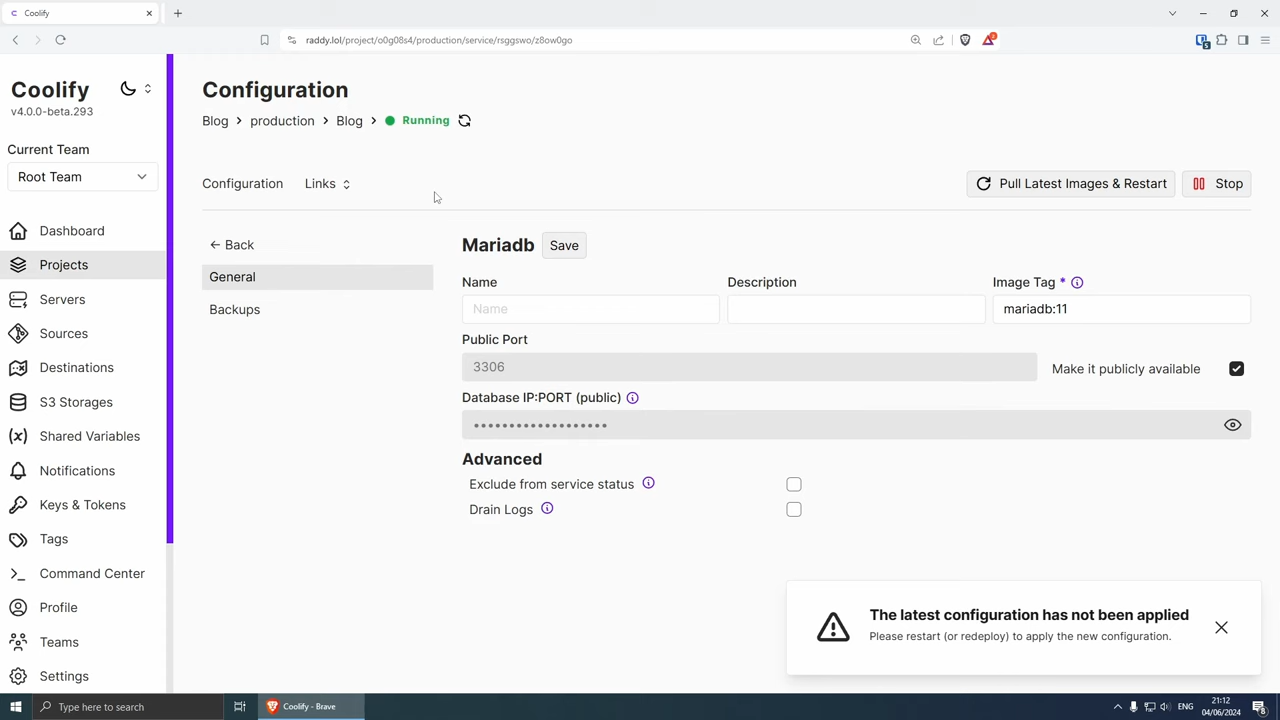 Coolify
raddy.lol/project/o0g08s4/production/service/rsggswo/z8ow0go
Coolify
v4.0.0-beta.293
Current Team
Root Team
Dashboard
Projects
Servers
Sources
Destinations
S3 Storages
Shared Variables
Notifications
Keys & Tokens
Tags
Command Center
Profile
Teams
Settings
Configuration
Blog > production > Blog > Running
Configuration Links
Pull Latest Images & Restart Stop
← Back
General
Backups
Mariadb Save
Name Description Image Tag *
Name mariadb:11
Public Port
3306 Make it publicly available
Database IP:PORT (public)
Advanced
Exclude from service status
Drain Logs
The latest configuration has not been applied
Please restart (or redeploy) to apply the new configuration.
Type here to search Coolify - Brave ENG 21:12
04/06/2024